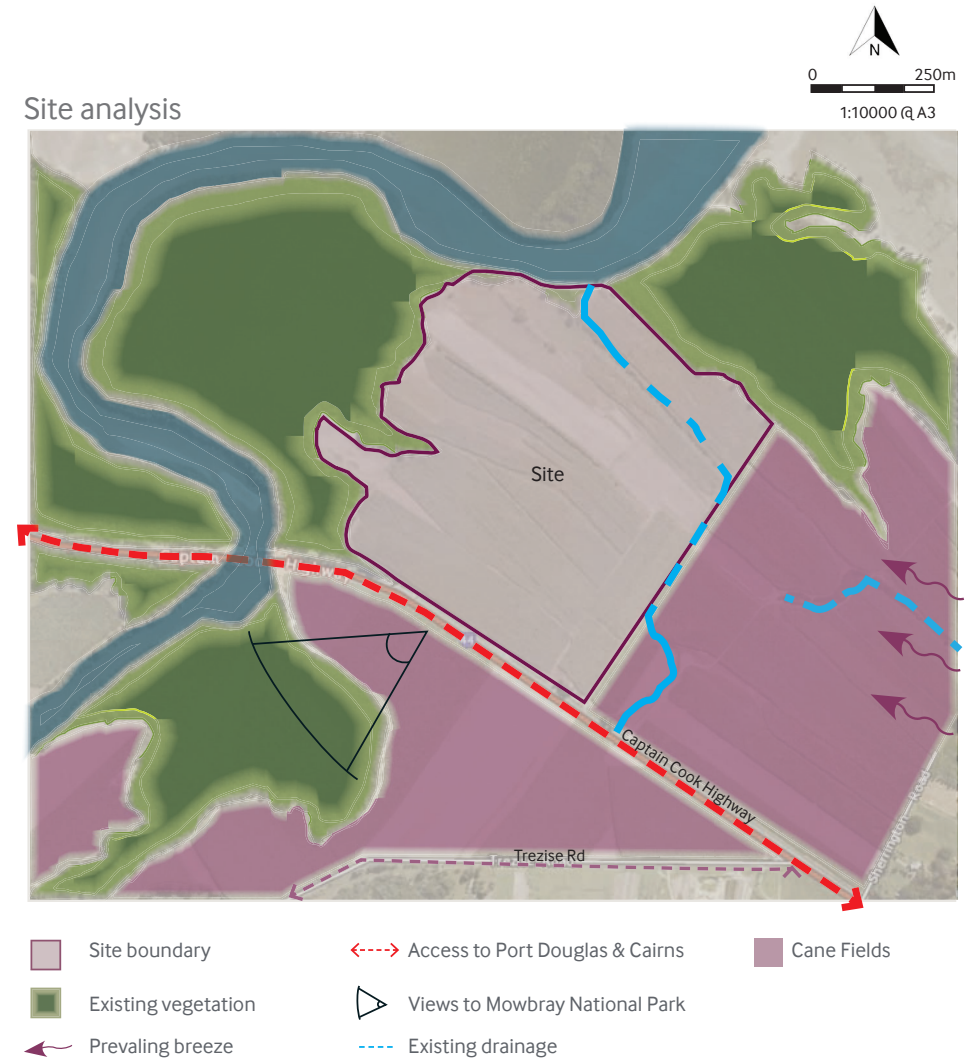 N
0 250m
1:10000 @ A3
Site analysis
Site
Highway
44
Captain Cook Highway
Sherrington Road
Trezise Rd
Site boundary
Access to Port Douglas & Cairns
Cane Fields
Existing vegetation
Views to Mowbray National Park
Prevaling breeze
Existing drainage